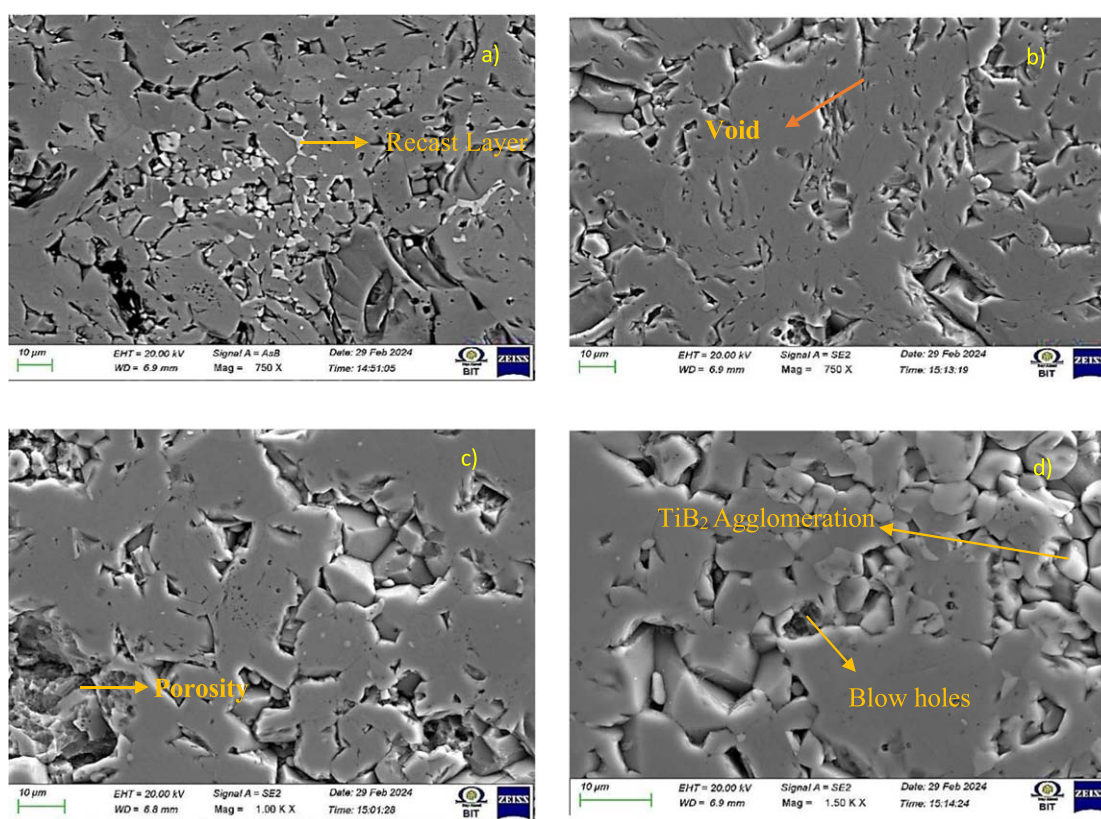 a)
Recast Layer
10 µm
EHT = 20.00 kV
Signal A = AsB
Date: 29 Feb 2024
WD = 6.9 mm
Mag = 750 X
Time: 14:51:05
BIT
ZEISS
b)
Void
10 µm
EHT = 20.00 kV
Signal A = SE2
Date: 29 Feb 2024
WD = 6.9 mm
Mag = 750 X
Time: 15:13:19
BIT
ZEISS
c)
Porosity
10 µm
EHT = 20.00 kV
Signal A = SE2
Date: 29 Feb 2024
WD = 6.8 mm
Mag = 1.00 K X
Time: 15:01:28
BIT
ZEISS
d)
TiB₂ Agglomeration
Blow holes
10 µm
EHT = 20.00 kV
Signal A = SE2
Date: 29 Feb 2024
WD = 6.9 mm
Mag = 1.50 K X
Time: 15:14:24
BIT
ZEISS